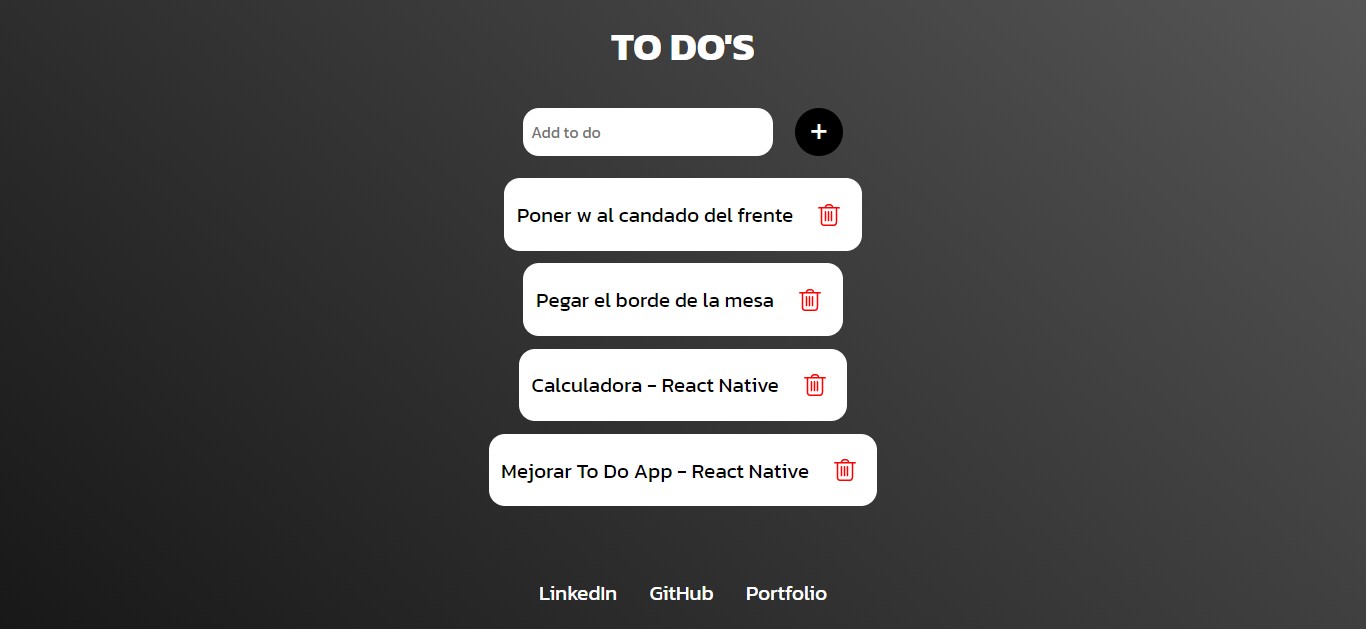 TO DO'S
Add to do
+
Poner w al candado del frente
Pegar el borde de la mesa
Calculadora - React Native
Mejorar To Do App - React Native
LinkedIn GitHub Portfolio